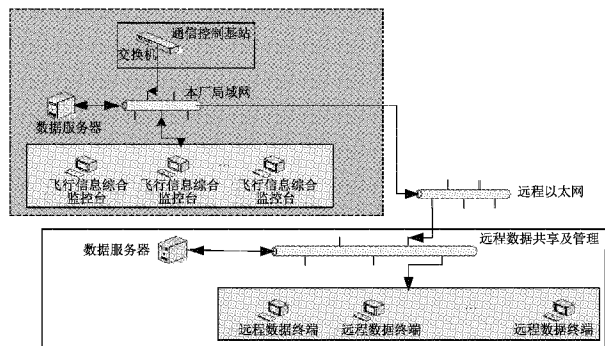 通信控制基站
交换机
本厂局域网
数据服务器
飞行信息综合监控台
飞行信息综合监控台
...
飞行信息综合监控台
远程以太网
远程数据共享及管理
数据服务器
远程数据终端
远程数据终端
...
远程数据终端